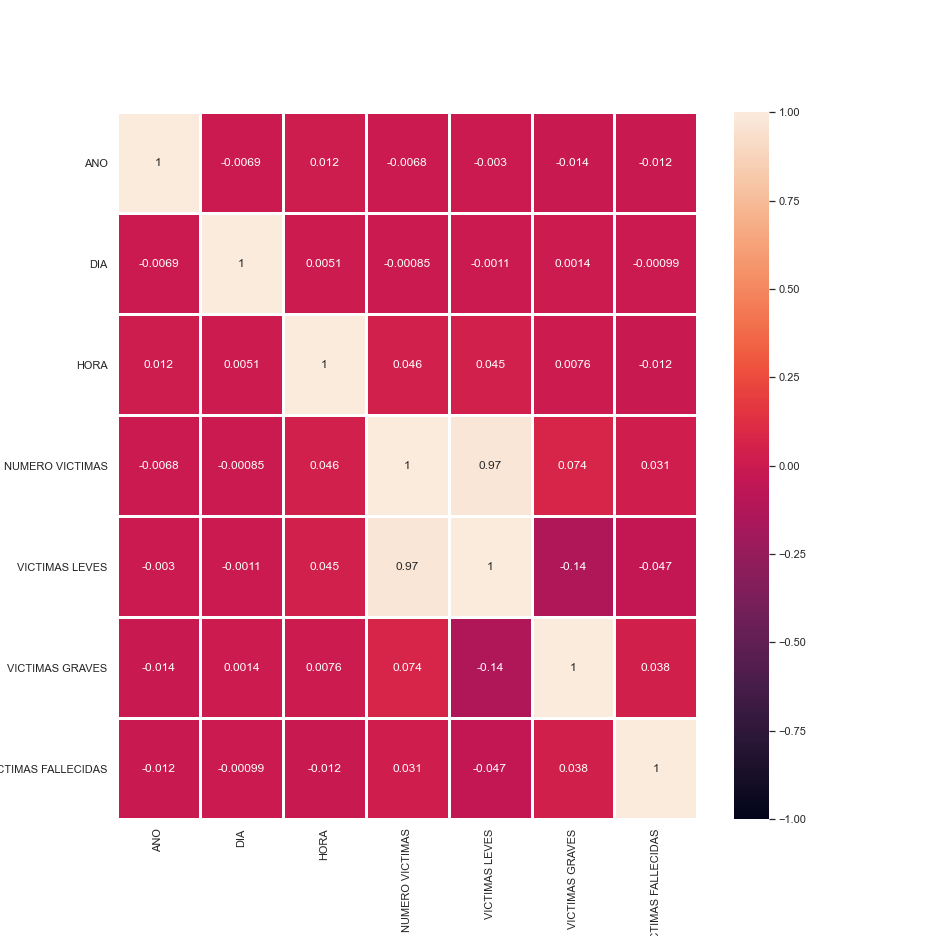 ANO 1 -0.0069 0.012 -0.0068 -0.003 -0.014 -0.012
DIA -0.0069 1 0.0051 -0.00085 -0.0011 0.0014 -0.00099
HORA 0.012 0.0051 1 0.046 0.045 0.0076 -0.012
NUMERO VICTIMAS -0.0068 -0.00085 0.046 1 0.97 0.074 0.031
VICTIMAS LEVES -0.003 -0.0011 0.045 0.97 1 -0.14 -0.047
VICTIMAS GRAVES -0.014 0.0014 0.0076 0.074 -0.14 1 0.038
CTIMAS FALLECIDAS -0.012 -0.00099 -0.012 0.031 -0.047 0.038 1
ANO
DIA
HORA
NUMERO VICTIMAS
VICTIMAS LEVES
VICTIMAS GRAVES
CTIMAS FALLECIDAS
1.00
0.75
0.50
0.25
0.00
−0.25
−0.50
−0.75
−1.00